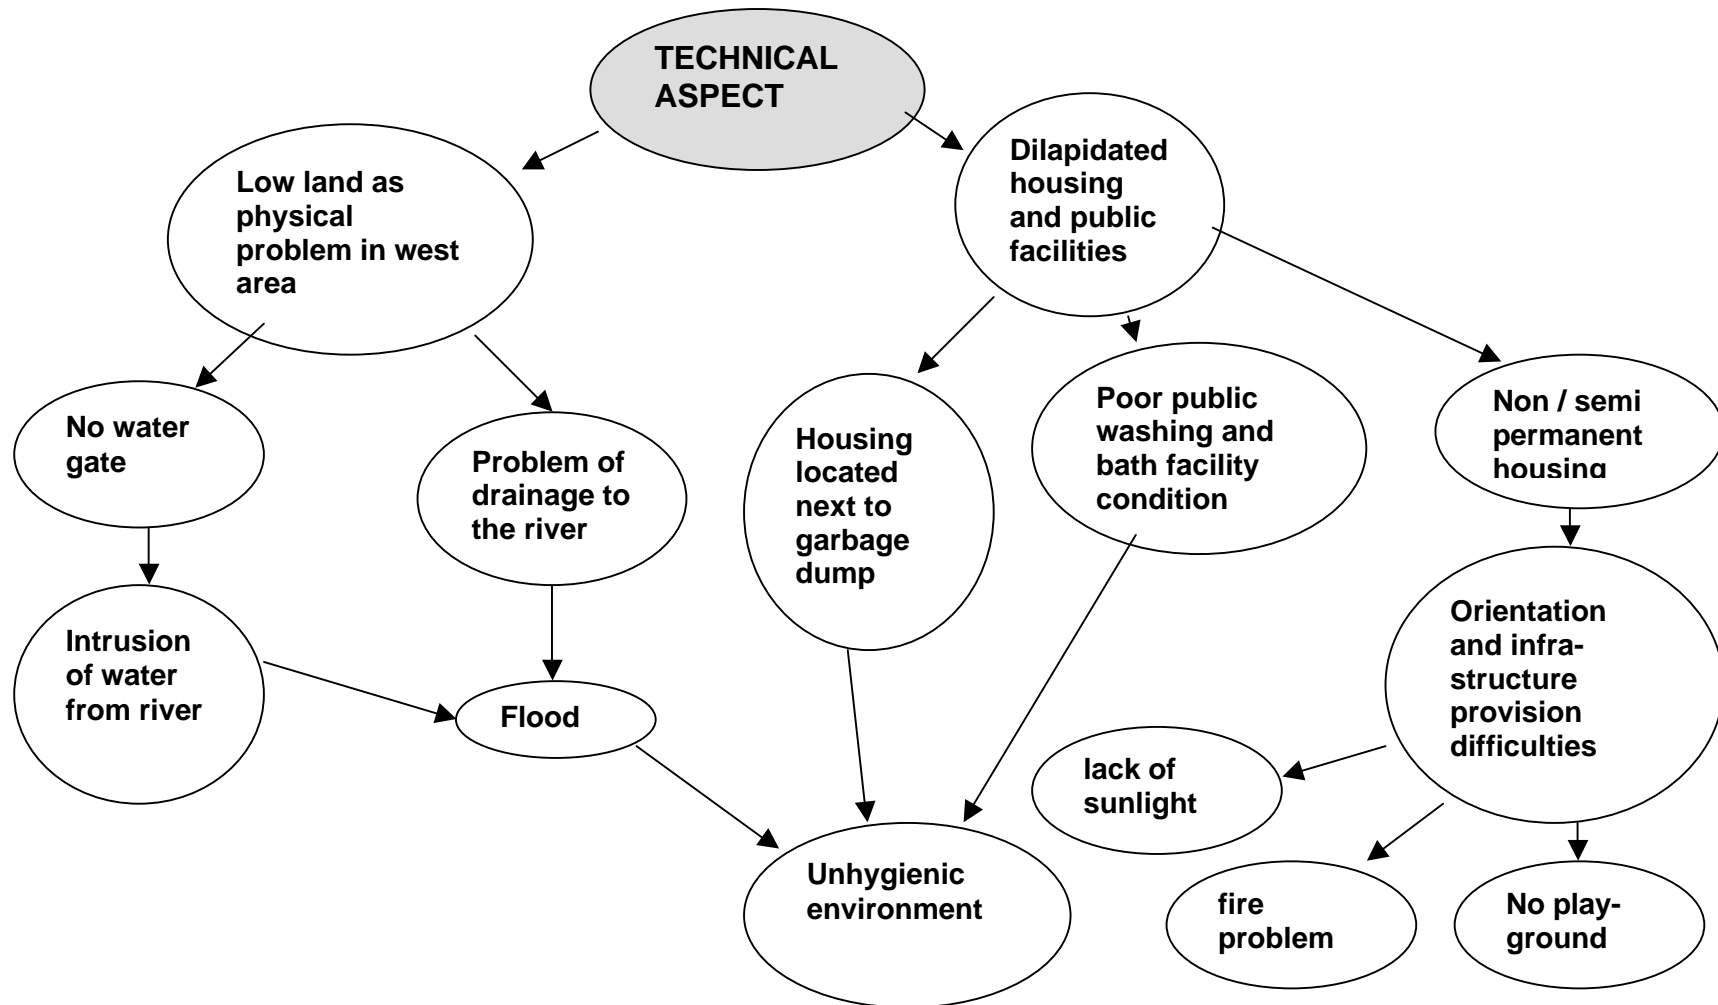 TECHNICAL
ASPECT
Low land as
physical
problem in west
area
Dilapidated
housing
and public
facilities
No water
gate
Problem of
drainage to
the river
Housing
located
next to
garbage
dump
Poor public
washing and
bath facility
condition
Non / semi
permanent
housing
Intrusion
of water
from river
Flood
Orientation
and infra-
structure
provision
difficulties
lack of
sunlight
Unhygienic
environment
fire
problem
No play-
ground